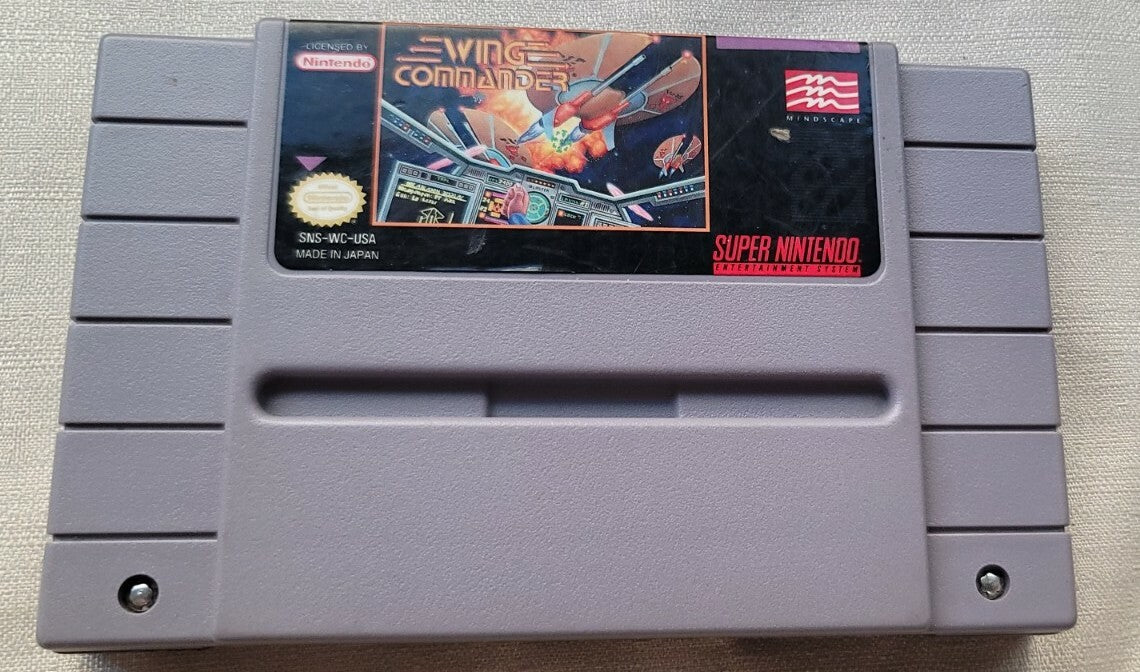 LICENSED BY
Nintendo
WING
COMMANDER
MINDSCAPE
SNS-WC-USA
MADE IN JAPAN
SUPER NINTENDO
ENTERTAINMENT SYSTEM